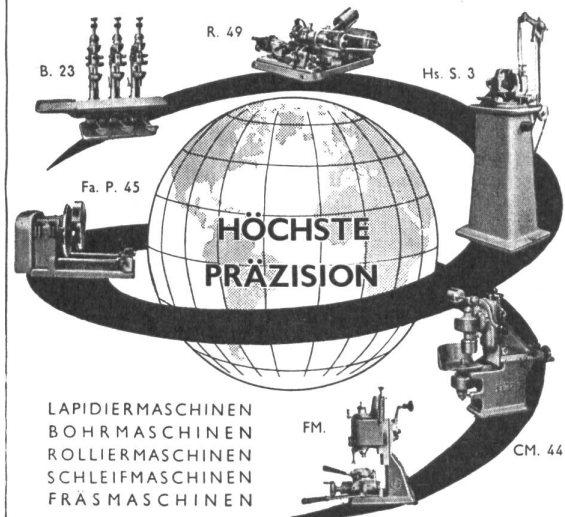 R. 49
B. 23
Hs. S. 3
Fa. P. 45
HÖCHSTE
PRÄZISION
LAPIDIERMASCHINEN
BOHRMASCHINEN
ROLLIERMASCHINEN
SCHLEIFMASCHINEN
FRÄSMASCHINEN
FM.
CM. 44